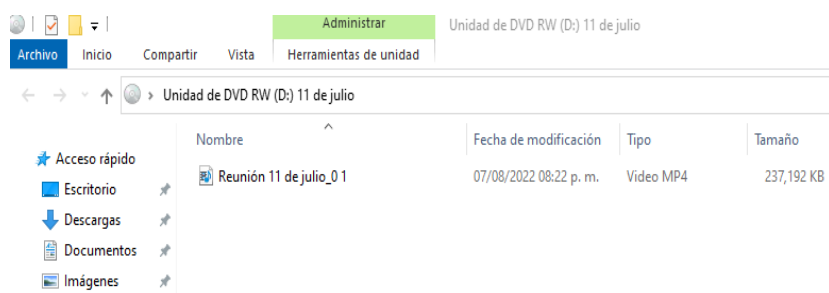 Administrar Unidad de DVD RW (D:) 11 de julio
Archivo Inicio Compartir Vista Herramientas de unidad
Unidad de DVD RW (D:) 11 de julio
Nombre Fecha de modificación Tipo Tamaño
Acceso rápido
Reunión 11 de julio_0 1 07/08/2022 08:22 p. m. Video MP4 237,192 KB
Escritorio
Descargas
Documentos
Imágenes